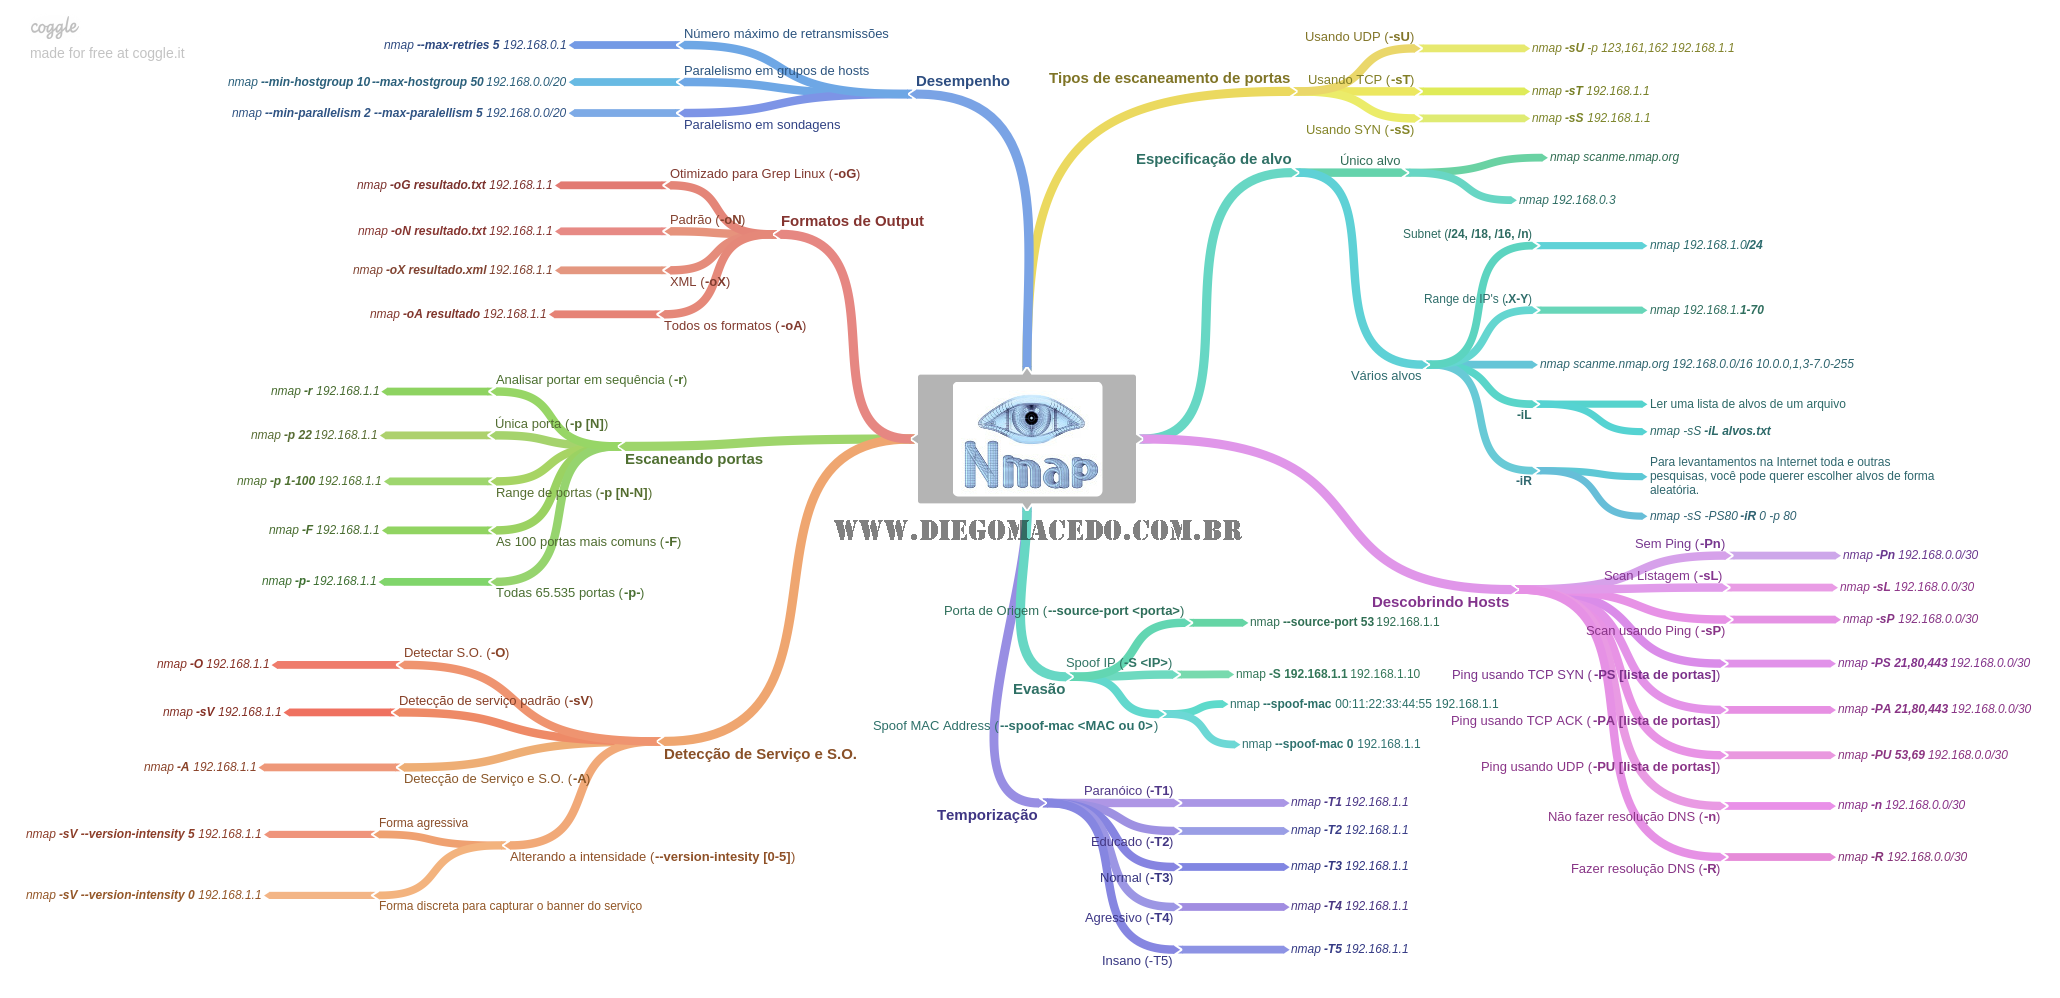 coggle
made for free at coggle.it
Desempenho
Número máximo de retransmissões
nmap --max-retries 5 192.168.0.1
Paralelismo em grupos de hosts
nmap --min-hostgroup 10 --max-hostgroup 50 192.168.0.0/20
Paralelismo em sondagens
nmap --min-parallelism 2 --max-paralellism 5 192.168.0.0/20
Formatos de Output
Otimizado para Grep Linux (-oG)
nmap -oG resultado.txt 192.168.1.1
Padrão (-oN)
nmap -oN resultado.txt 192.168.1.1
XML (-oX)
nmap -oX resultado.xml 192.168.1.1
Todos os formatos (-oA)
nmap -oA resultado 192.168.1.1
Escaneando portas
Analisar portar em sequência (-r)
nmap -r 192.168.1.1
Única porta (-p [N])
nmap -p 22 192.168.1.1
Range de portas (-p [N-N])
nmap -p 1-100 192.168.1.1
As 100 portas mais comuns (-F)
nmap -F 192.168.1.1
Todas 65.535 portas (-p-)
nmap -p- 192.168.1.1
Detecção de Serviço e S.O.
Detectar S.O. (-O)
nmap -O 192.168.1.1
Detecção de serviço padrão (-sV)
nmap -sV 192.168.1.1
Detecção de Serviço e S.O. (-A)
nmap -A 192.168.1.1
Alterando a intensidade (--version-intesity [0-5])
Forma agressiva
nmap -sV --version-intensity 5 192.168.1.1
Forma discreta para capturar o banner do serviço
nmap -sV --version-intensity 0 192.168.1.1
Nmap
WWW.DIEGOMACEDO.COM.BR
Tipos de escaneamento de portas
Usando UDP (-sU)
nmap -sU -p 123,161,162 192.168.1.1
Usando TCP (-sT)
nmap -sT 192.168.1.1
Usando SYN (-sS)
nmap -sS 192.168.1.1
Especificação de alvo
Único alvo
nmap scanme.nmap.org
nmap 192.168.0.3
Vários alvos
Subnet (/24, /18, /16, /n)
nmap 192.168.1.0/24
Range de IP's (.X-Y)
nmap 192.168.1.1-70
nmap scanme.nmap.org 192.168.0.0/16 10.0.0,1,3-7.0-255
-iL
Ler uma lista de alvos de um arquivo
nmap -sS -iL alvos.txt
-iR
Para levantamentos na Internet toda e outras
pesquisas, você pode querer escolher alvos de forma
aleatória.
nmap -sS -PS80 -iR 0 -p 80
Descobrindo Hosts
Sem Ping (-Pn)
nmap -Pn 192.168.0.0/30
Scan Listagem (-sL)
nmap -sL 192.168.0.0/30
Scan usando Ping (-sP)
nmap -sP 192.168.0.0/30
Ping usando TCP SYN (-PS [lista de portas])
nmap -PS 21,80,443 192.168.0.0/30
Ping usando TCP ACK (-PA [lista de portas])
nmap -PA 21,80,443 192.168.0.0/30
Ping usando UDP (-PU [lista de portas])
nmap -PU 53,69 192.168.0.0/30
Não fazer resolução DNS (-n)
nmap -n 192.168.0.0/30
Fazer resolução DNS (-R)
nmap -R 192.168.0.0/30
Evasão
Porta de Origem (--source-port <porta>)
nmap --source-port 53 192.168.1.1
Spoof IP (-S <IP>)
nmap -S 192.168.1.1 192.168.1.10
Spoof MAC Address (--spoof-mac <MAC ou 0>)
nmap --spoof-mac 00:11:22:33:44:55 192.168.1.1
nmap --spoof-mac 0 192.168.1.1
Temporização
Paranóico (-T1)
nmap -T1 192.168.1.1
Educado (-T2)
nmap -T2 192.168.1.1
Normal (-T3)
nmap -T3 192.168.1.1
Agressivo (-T4)
nmap -T4 192.168.1.1
Insano (-T5)
nmap -T5 192.168.1.1